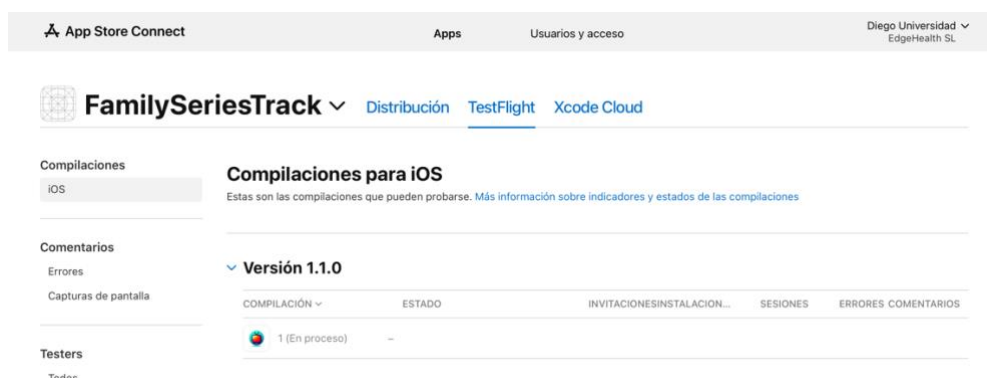 App Store Connect
Apps
Usuarios y acceso
Diego Universidad
EdgeHealth SL
FamilySeriesTrack
Distribución
TestFlight
Xcode Cloud
Compilaciones
iOS
Comentarios
Errores
Capturas de pantalla
Testers
Todos
Compilaciones para iOS
Estas son las compilaciones que pueden probarse. Más información sobre indicadores y estados de las compilaciones
Versión 1.1.0
COMPILACIÓN ESTADO INVITACIONESINSTALACION... SESIONES ERRORES COMENTARIOS
1 (En proceso) –